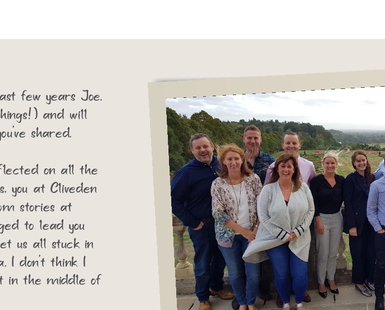 ast few years Joe.
hings!) and will
you've shared.
flected on all the
s, you at Cliveden
om stories at
ged to lead you
et us all stuck in
a. I don't think I
t in the middle of